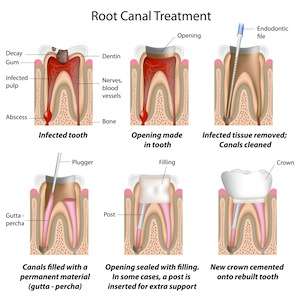 Root Canal Treatment
Decay
Gum
Infected
pulp
Abscess
Dentin
Nerves,
blood
vessels
Bone
Opening
Endodontic
file
Infected tooth
Opening made
in tooth
Infected tissue removed;
Canals cleaned
Plugger
Gutta -
percha
Filling
Post
Crown
Canals filled with a
permanent material
(gutta - percha)
Opening sealed with filling.
In some cases, a post is
inserted for extra support
New crown cemented
onto rebuilt tooth